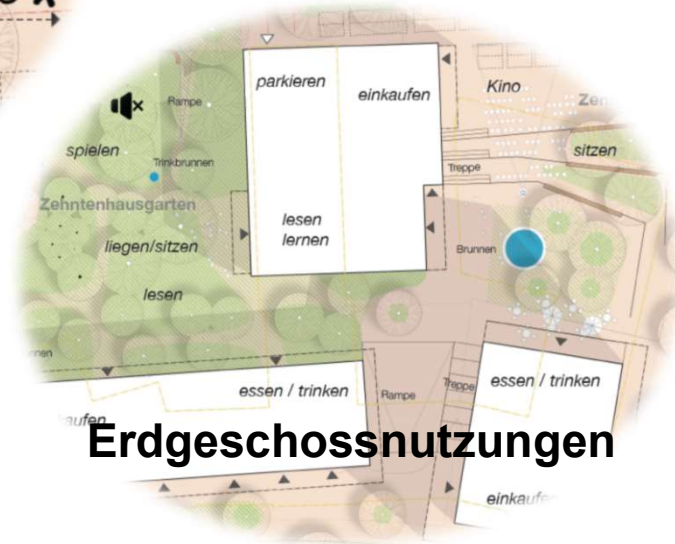 parkieren
einkaufen
Kino
Rampe
spielen
Trinkbrunnen
sitzen
Treppe
Zehntenhausgarten
lesen
lernen
liegen/sitzen
Brunnen
lesen
essen / trinken
Rampe
Treppe
essen / trinken
Erdgeschossnutzungen